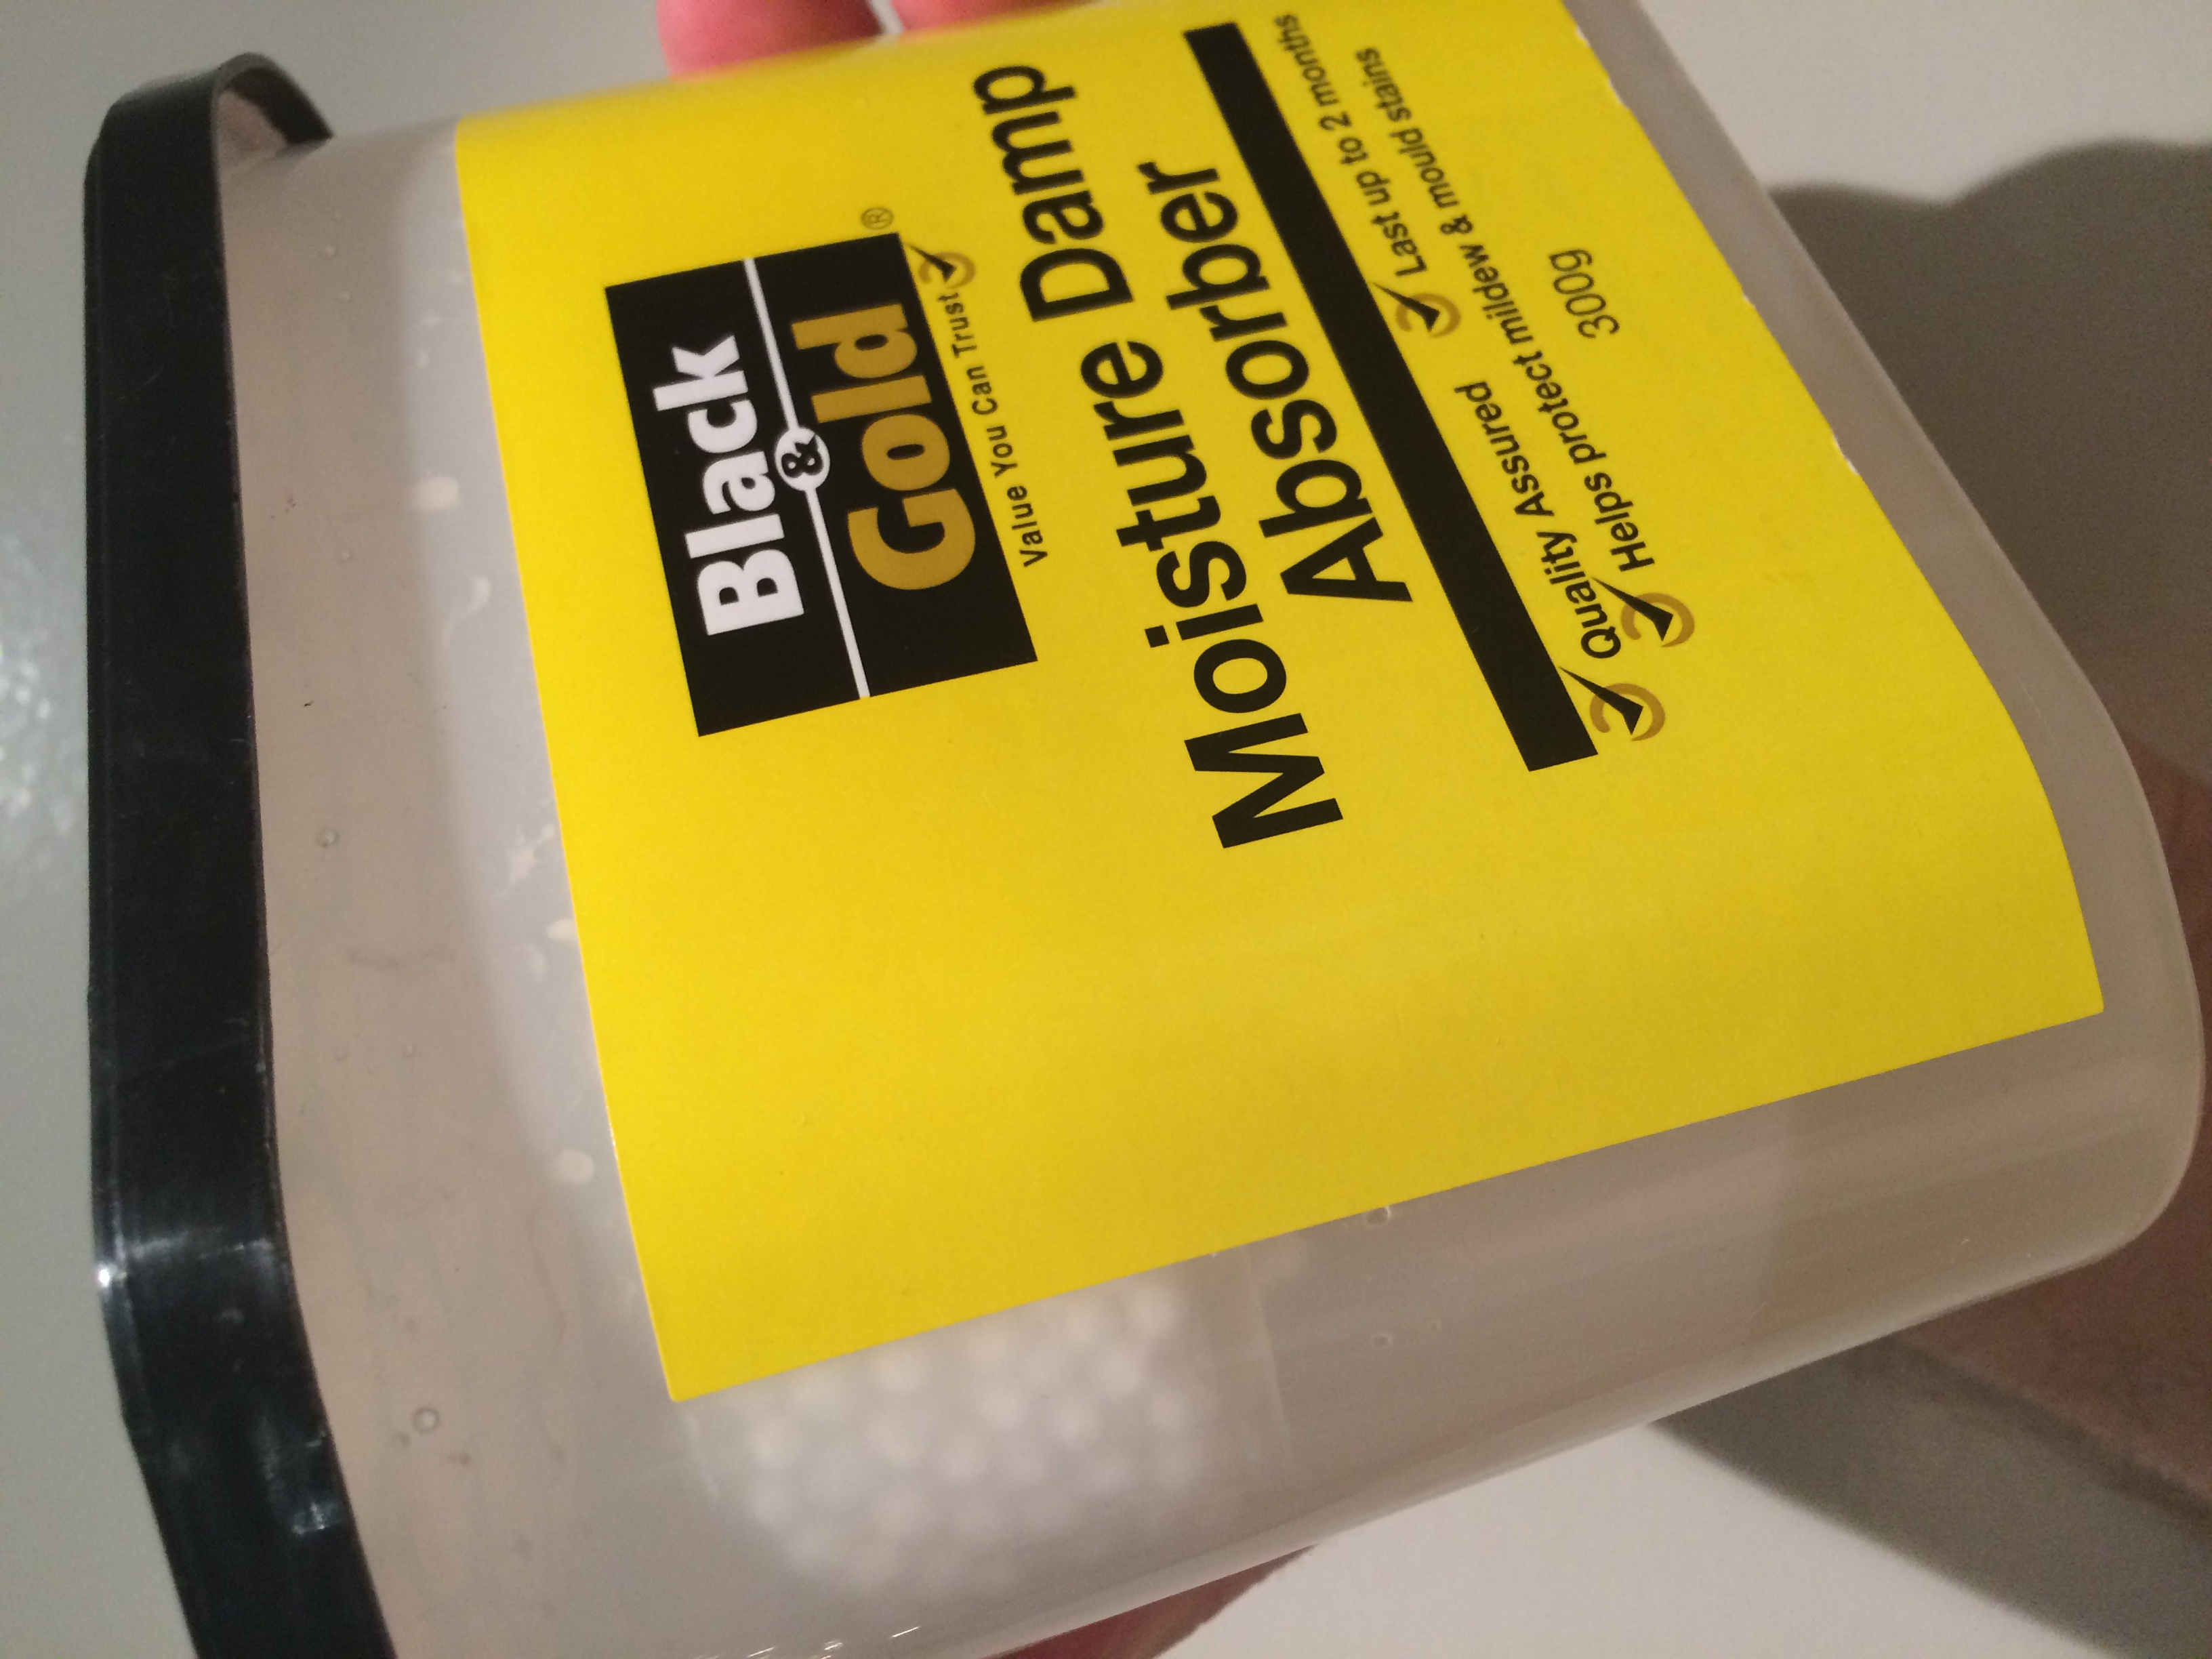 Black
&
Gold®
Value You Can Trust
Moisture Damp
Absorber
Quality Assured Last up to 2 months
Helps protect mildew & mould stains
300g